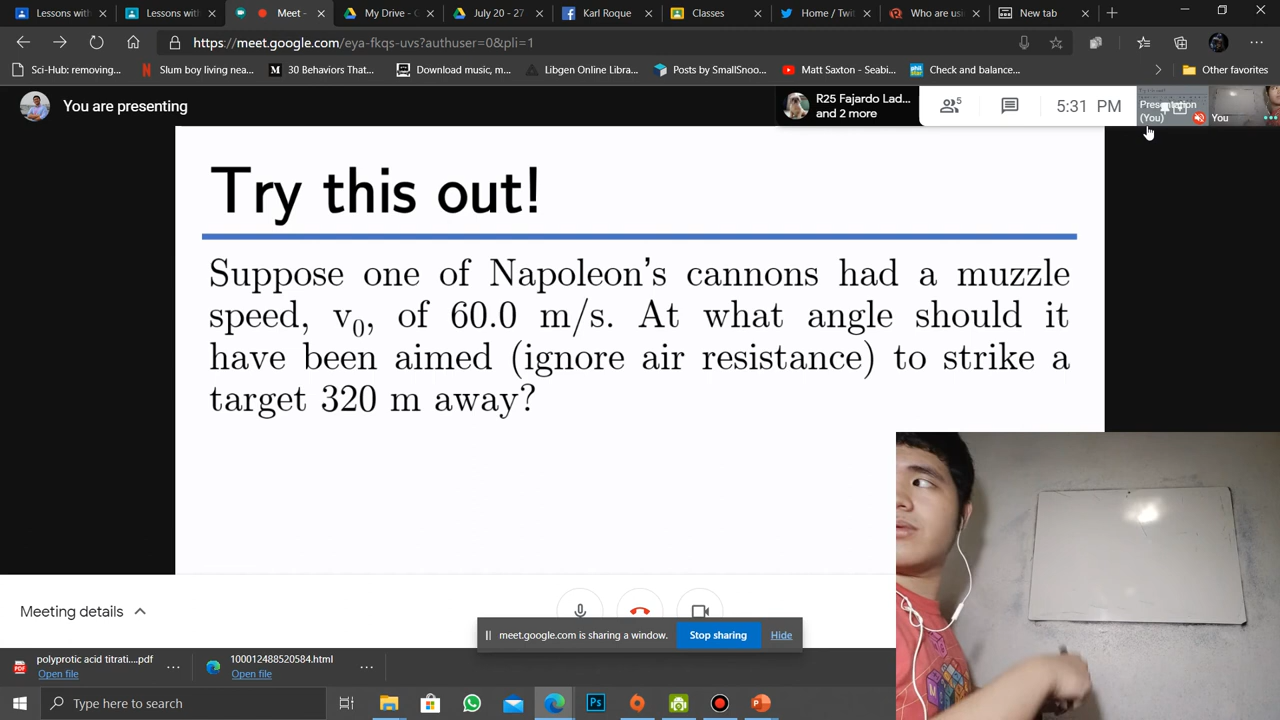 Lessons with
Lessons with
Meet -
My Drive - G
July 20 - 27
Karl Roque
Classes
Home / Twit
Who are usi
New tab
https://meet.google.com/eya-fkqs-uvs?authuser=0&pli=1
Sci-Hub: removing...
Slum boy living nea...
30 Behaviors That...
Download music, m...
Libgen Online Libra...
Posts by SmallSnoo...
Matt Saxton - Seabi...
Check and balance...
Other favorites
You are presenting
R25 Fajardo Lad...
and 2 more
5
5:31 PM
Presentation
(You)
You
Try this out!
Suppose one of Napoleon's cannons had a muzzle
speed, v0, of 60.0 m/s. At what angle should it
have been aimed (ignore air resistance) to strike a
target 320 m away?
Meeting details
meet.google.com is sharing a window.
Stop sharing
Hide
polyprotic acid titrati....pdf
Open file
100012488520584.html
Open file
Type here to search